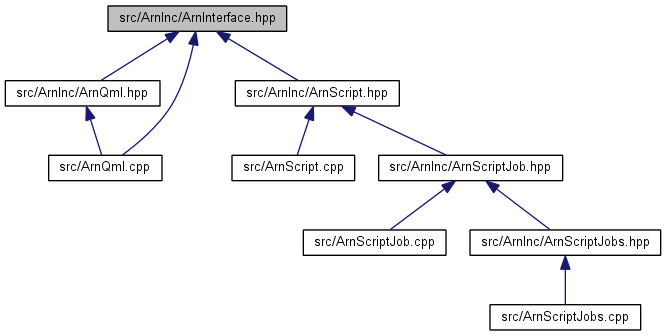 src/ArnInc/ArnInterface.hpp
src/ArnInc/ArnQml.hpp
src/ArnInc/ArnScript.hpp
src/ArnQml.cpp
src/ArnScript.cpp
src/ArnInc/ArnScriptJob.hpp
src/ArnScriptJob.cpp
src/ArnInc/ArnScriptJobs.hpp
src/ArnScriptJobs.cpp